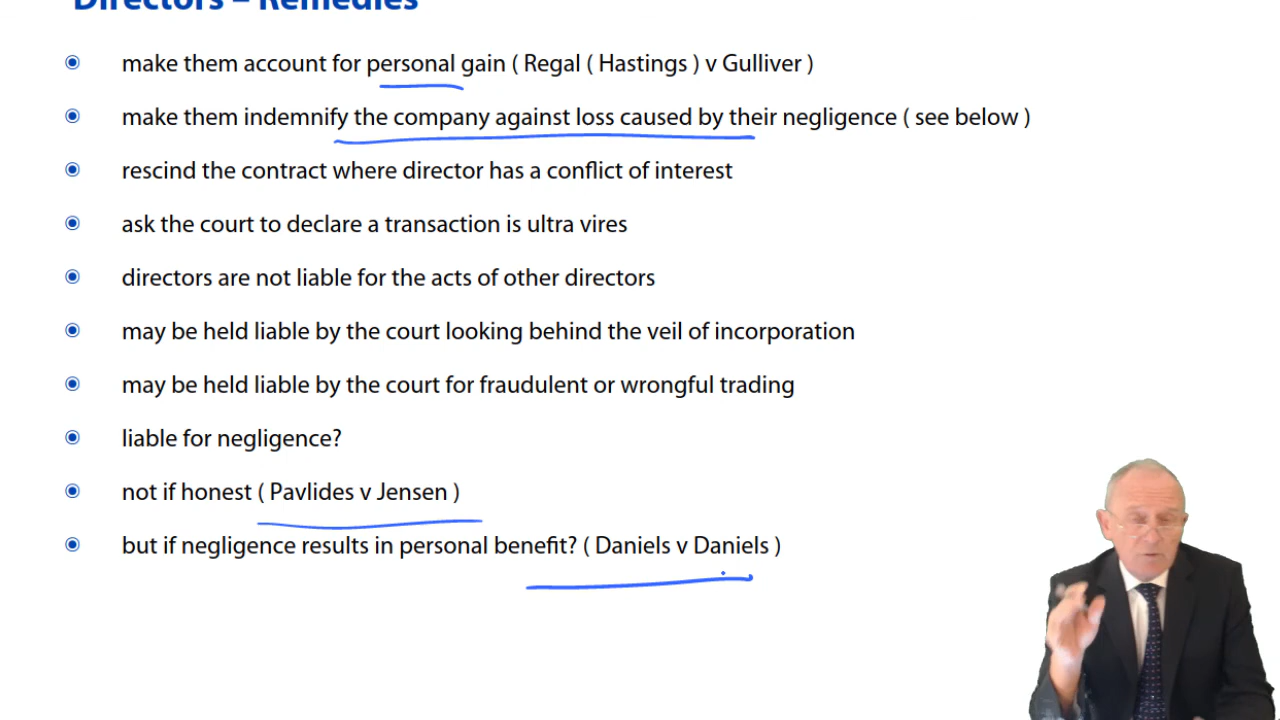 Directors – Remedies
make them account for personal gain ( Regal ( Hastings ) v Gulliver )
make them indemnify the company against loss caused by their negligence ( see below )
rescind the contract where director has a conflict of interest
ask the court to declare a transaction is ultra vires
directors are not liable for the acts of other directors
may be held liable by the court looking behind the veil of incorporation
may be held liable by the court for fraudulent or wrongful trading
liable for negligence?
not if honest ( Pavlides v Jensen )
but if negligence results in personal benefit? ( Daniels v Daniels )